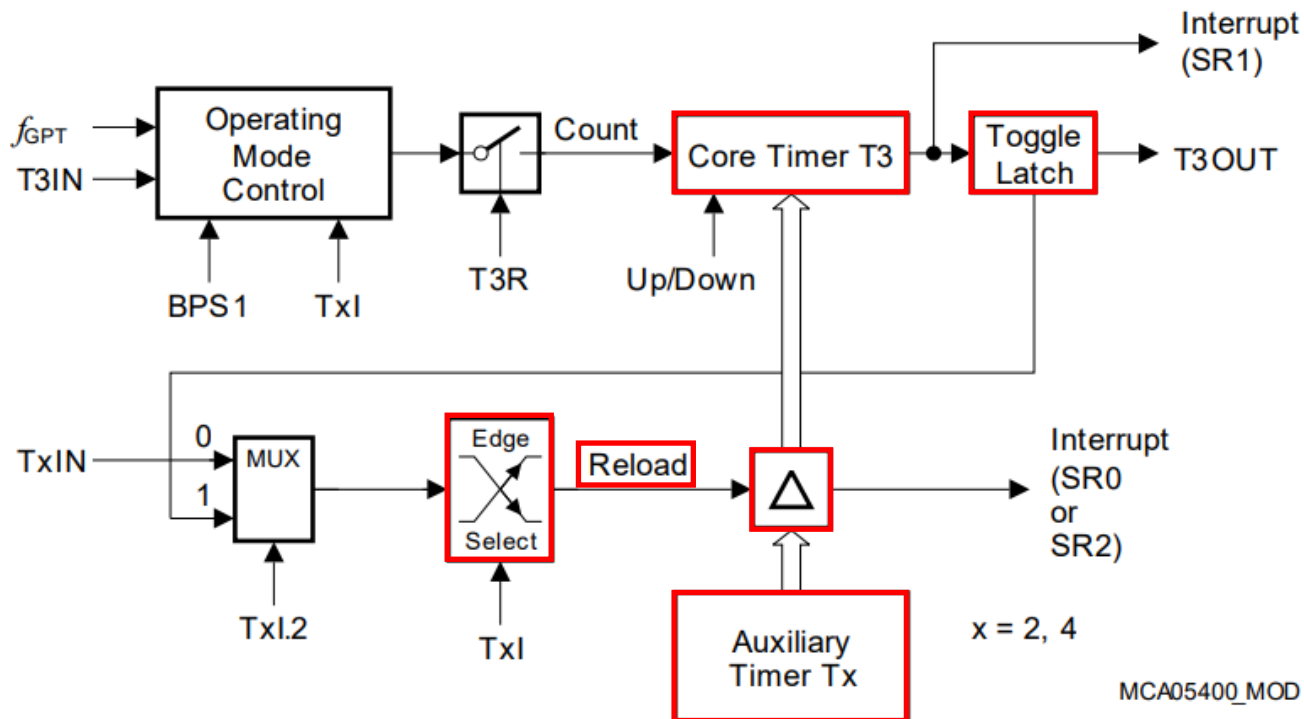 Interrupt
(SR1)
fGPT
T3IN
Operating
Mode
Control
Count
Core Timer T3
Toggle
Latch
T3OUT
BPS1
TxI
T3R
Up/Down
TxIN
0
1
MUX
Edge
Select
Reload
Interrupt
(SR0
or
SR2)
TxI.2
TxI
Auxiliary
Timer Tx
x = 2, 4
MCA05400_MOD